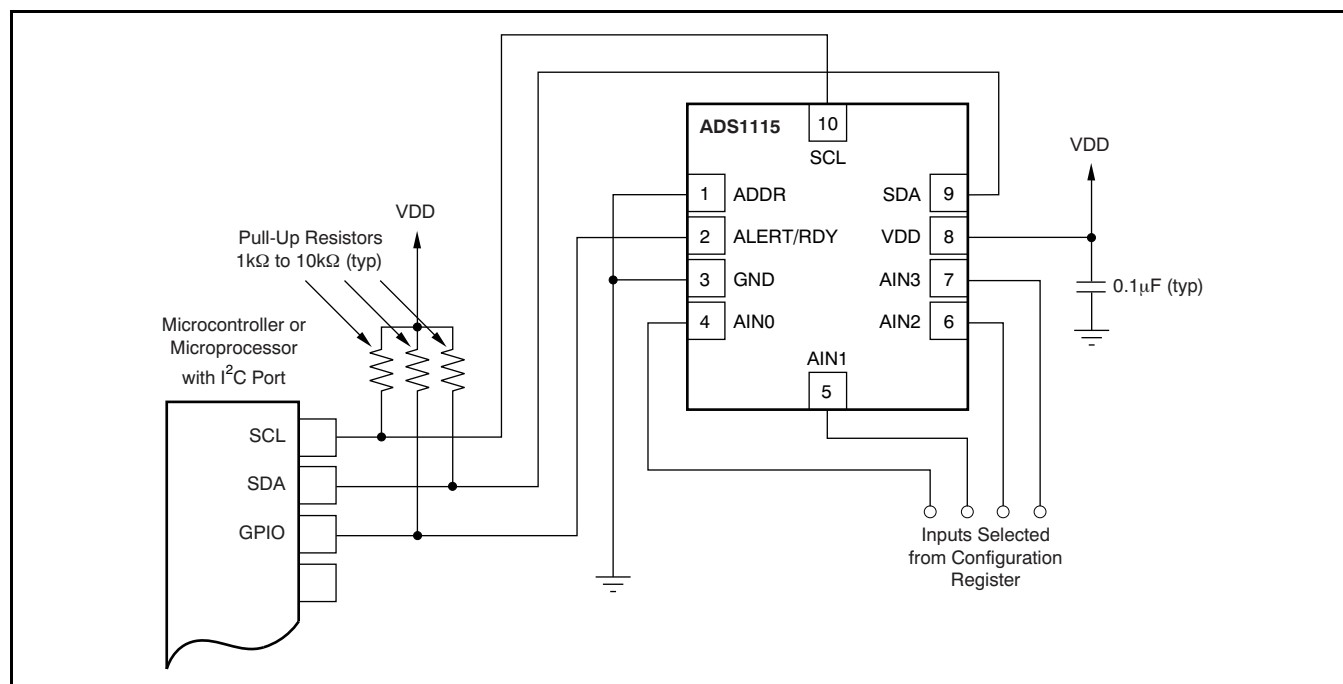 ADS1115
10
SCL
1
ADDR
2
ALERT/RDY
3
GND
4
AIN0
SDA
9
VDD
8
AIN3
7
AIN2
6
AIN1
5
VDD
0.1µF (typ)
VDD
Pull-Up Resistors
1kΩ to 10kΩ (typ)
Microcontroller or
Microprocessor
with I²C Port
SCL
SDA
GPIO
Inputs Selected
from Configuration
Register